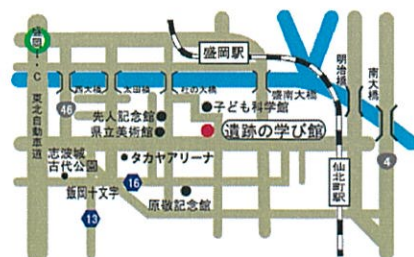 盛岡I・C
東北自動車道
盛岡駅
西大橋
太田橋
杜の大橋
盛南大橋
明治橋
南大橋
46
先人記念館
県立美術館
子ども科学館
遺跡の学び館
志波城
古代公園
タカヤアリーナ
飯岡十文字
16
13
原敬記念館
仙北町駅
4